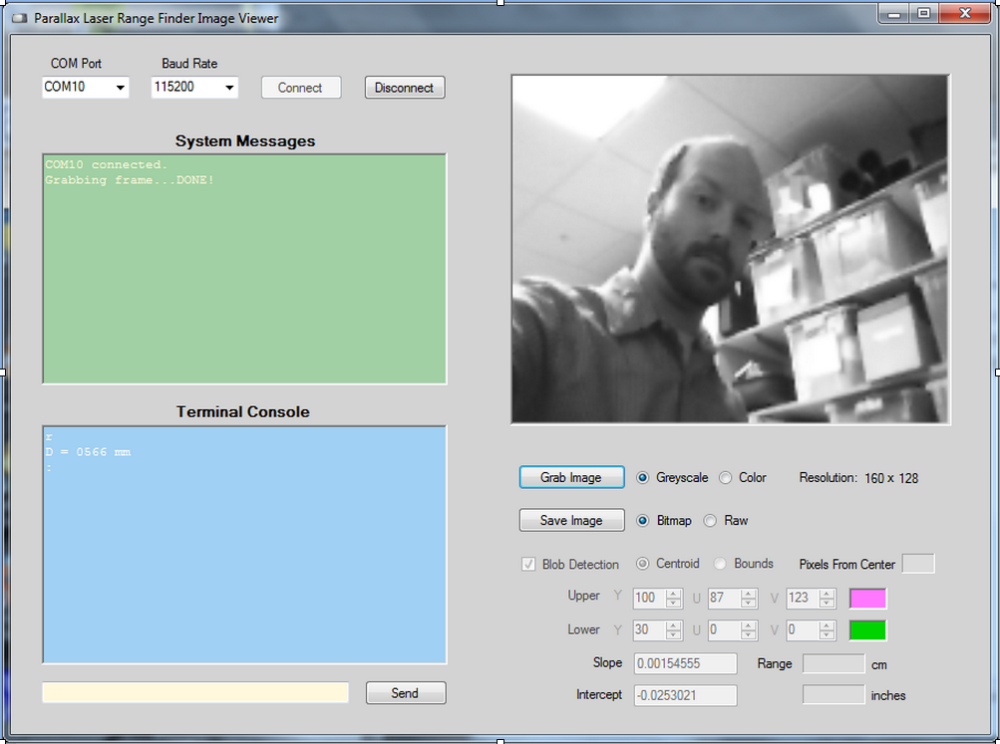 Parallax Laser Range Finder Image Viewer
COM Port Baud Rate
COM10 115200 Connect Disconnect
System Messages
COM10 connected.
Grabbing frame...DONE!
Terminal Console
r
D = 0566 mm
:
Send
Grab Image Greyscale Color Resolution: 160 x 128
Save Image Bitmap Raw
Blob Detection Centroid Bounds Pixels From Center
Upper Y 100 U 87 V 123
Lower Y 30 U 0 V 0
Slope 0.00154555 Range cm
Intercept -0.0253021 inches